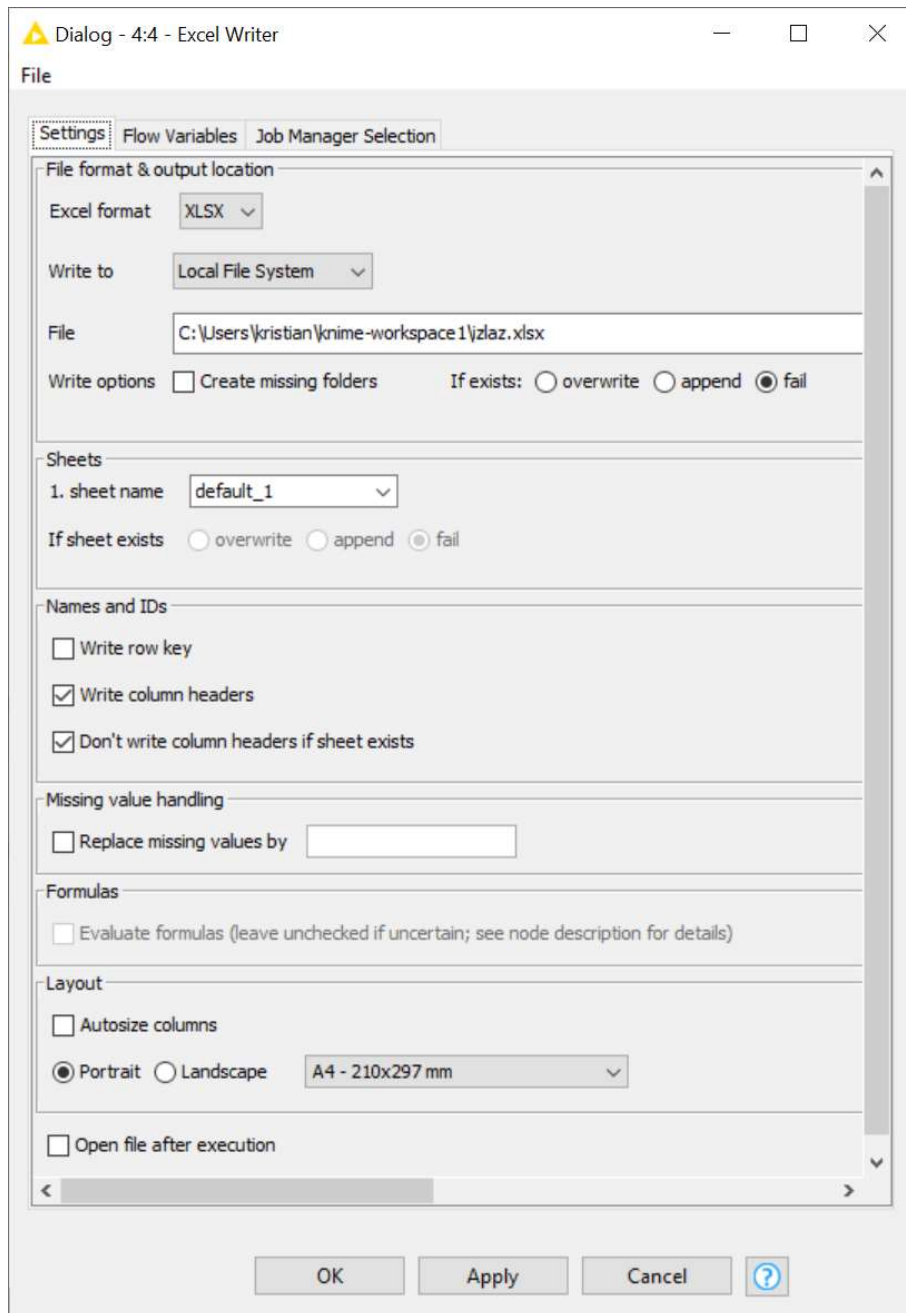 Dialog - 4:4 - Excel Writer
File
Settings Flow Variables Job Manager Selection
File format & output location
Excel format XLSX
Write to Local File System
File C:\Users\kristian\knime-workspace1\izlaz.xlsx
Write options Create missing folders If exists: overwrite append fail
Sheets
1. sheet name default_1
If sheet exists overwrite append fail
Names and IDs
Write row key
Write column headers
Don't write column headers if sheet exists
Missing value handling
Replace missing values by
Formulas
Evaluate formulas (leave unchecked if uncertain; see node description for details)
Layout
Autosize columns
Portrait Landscape A4 - 210x297 mm
Open file after execution
OK Apply Cancel ?